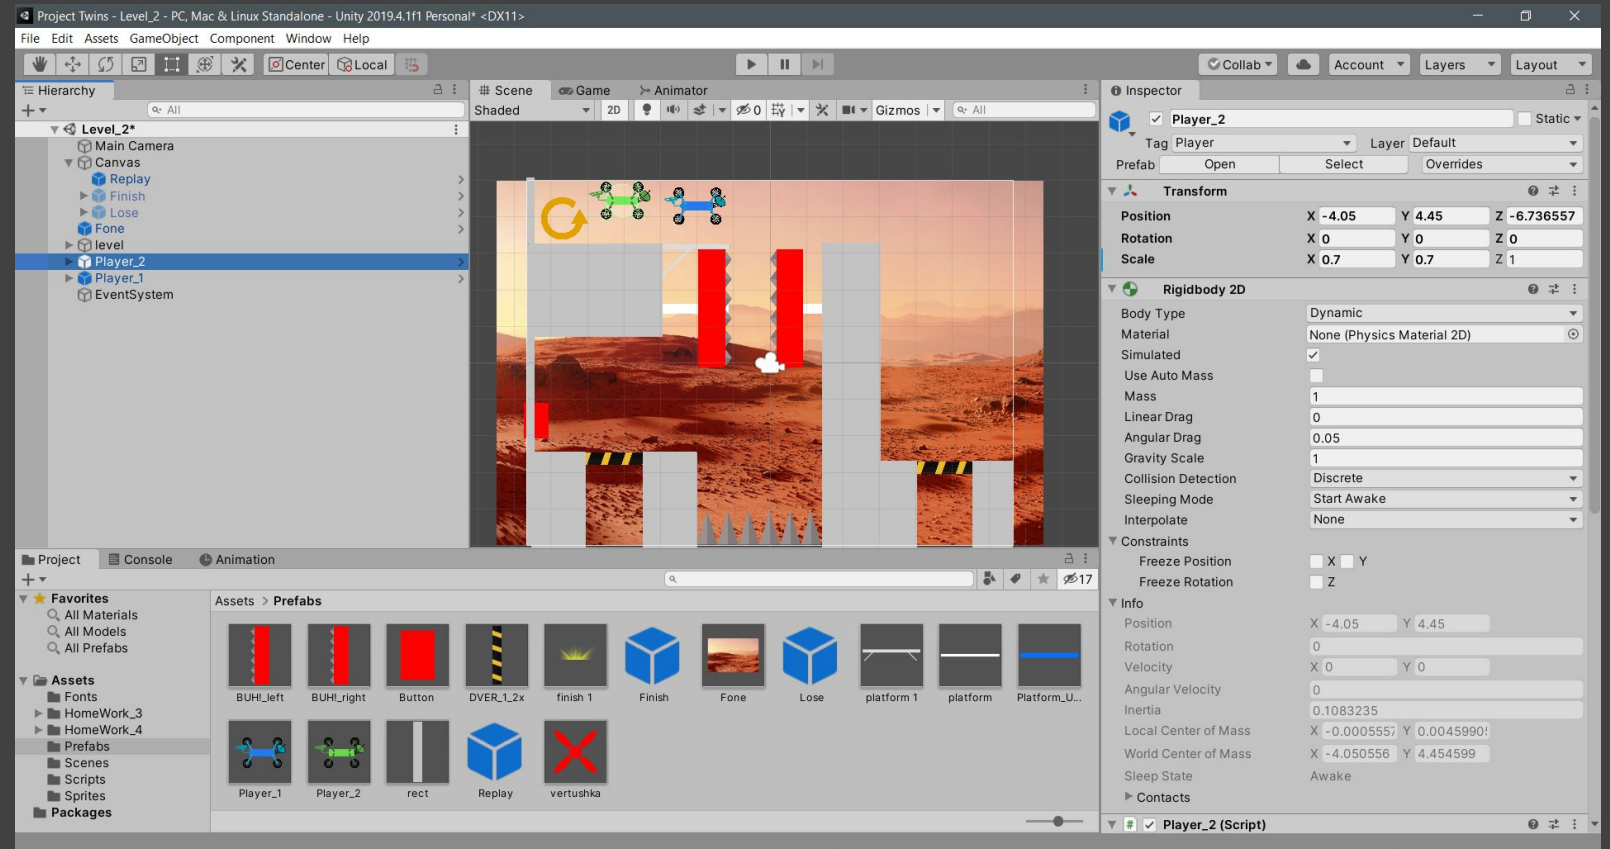 Project Twins - Level_2 - PC, Mac & Linux Standalone - Unity 2019.4.1f1 Personal* <DX11>
File Edit Assets GameObject Component Window Help
Center Local Collab Account Layers Layout
Hierarchy
All
Level_2*
Main Camera
Canvas
Replay
Finish
Lose
Fone
level
Player_2
Player_1
EventSystem
Scene Game Animator
Shaded 2D 0 Gizmos All
Inspector
Player_2 Static
Tag Player Layer Default
Prefab Open Select Overrides
Transform
Position X -4.05 Y 4.45 Z -6.736557
Rotation X 0 Y 0 Z 0
Scale X 0.7 Y 0.7 Z 1
Rigidbody 2D
Body Type Dynamic
Material None (Physics Material 2D)
Simulated
Use Auto Mass
Mass 1
Linear Drag 0
Angular Drag 0.05
Gravity Scale 1
Collision Detection Discrete
Sleeping Mode Start Awake
Interpolate None
Constraints
Freeze Position X Y
Freeze Rotation Z
Info
Position X -4.05 Y 4.45
Rotation 0
Velocity X 0 Y 0
Angular Velocity 0
Inertia 0.1083235
Local Center of Mass X -0.0005557 Y 0.0045990
World Center of Mass X -4.050556 Y 4.454599
Sleep State Awake
Contacts
Player_2 (Script)
Project Console Animation
17
Favorites
All Materials
All Models
All Prefabs
Assets
Fonts
HomeWork_3
HomeWork_4
Prefabs
Scenes
Scripts
Sprites
Packages
Assets > Prefabs
BUH!_left BUH!_right Button DVER_1_2x finish 1 Finish Fone Lose platform 1 platform Platform_U...
Player_1 Player_2 rect Replay vertushka